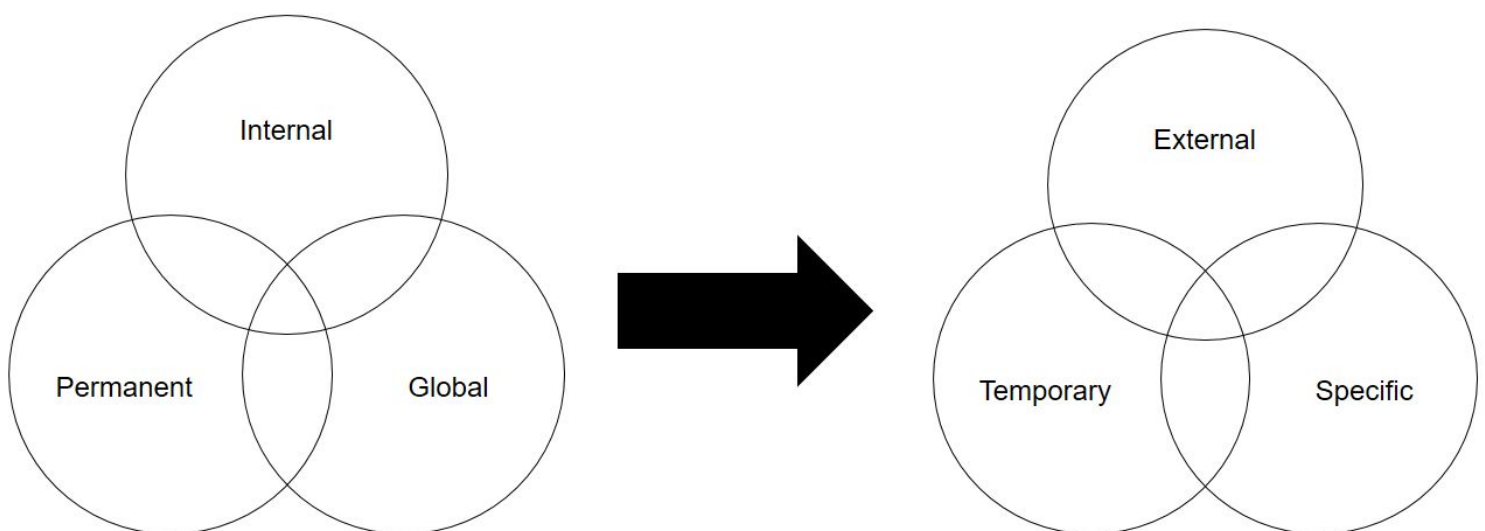 Internal
Permanent
Global
External
Temporary
Specific